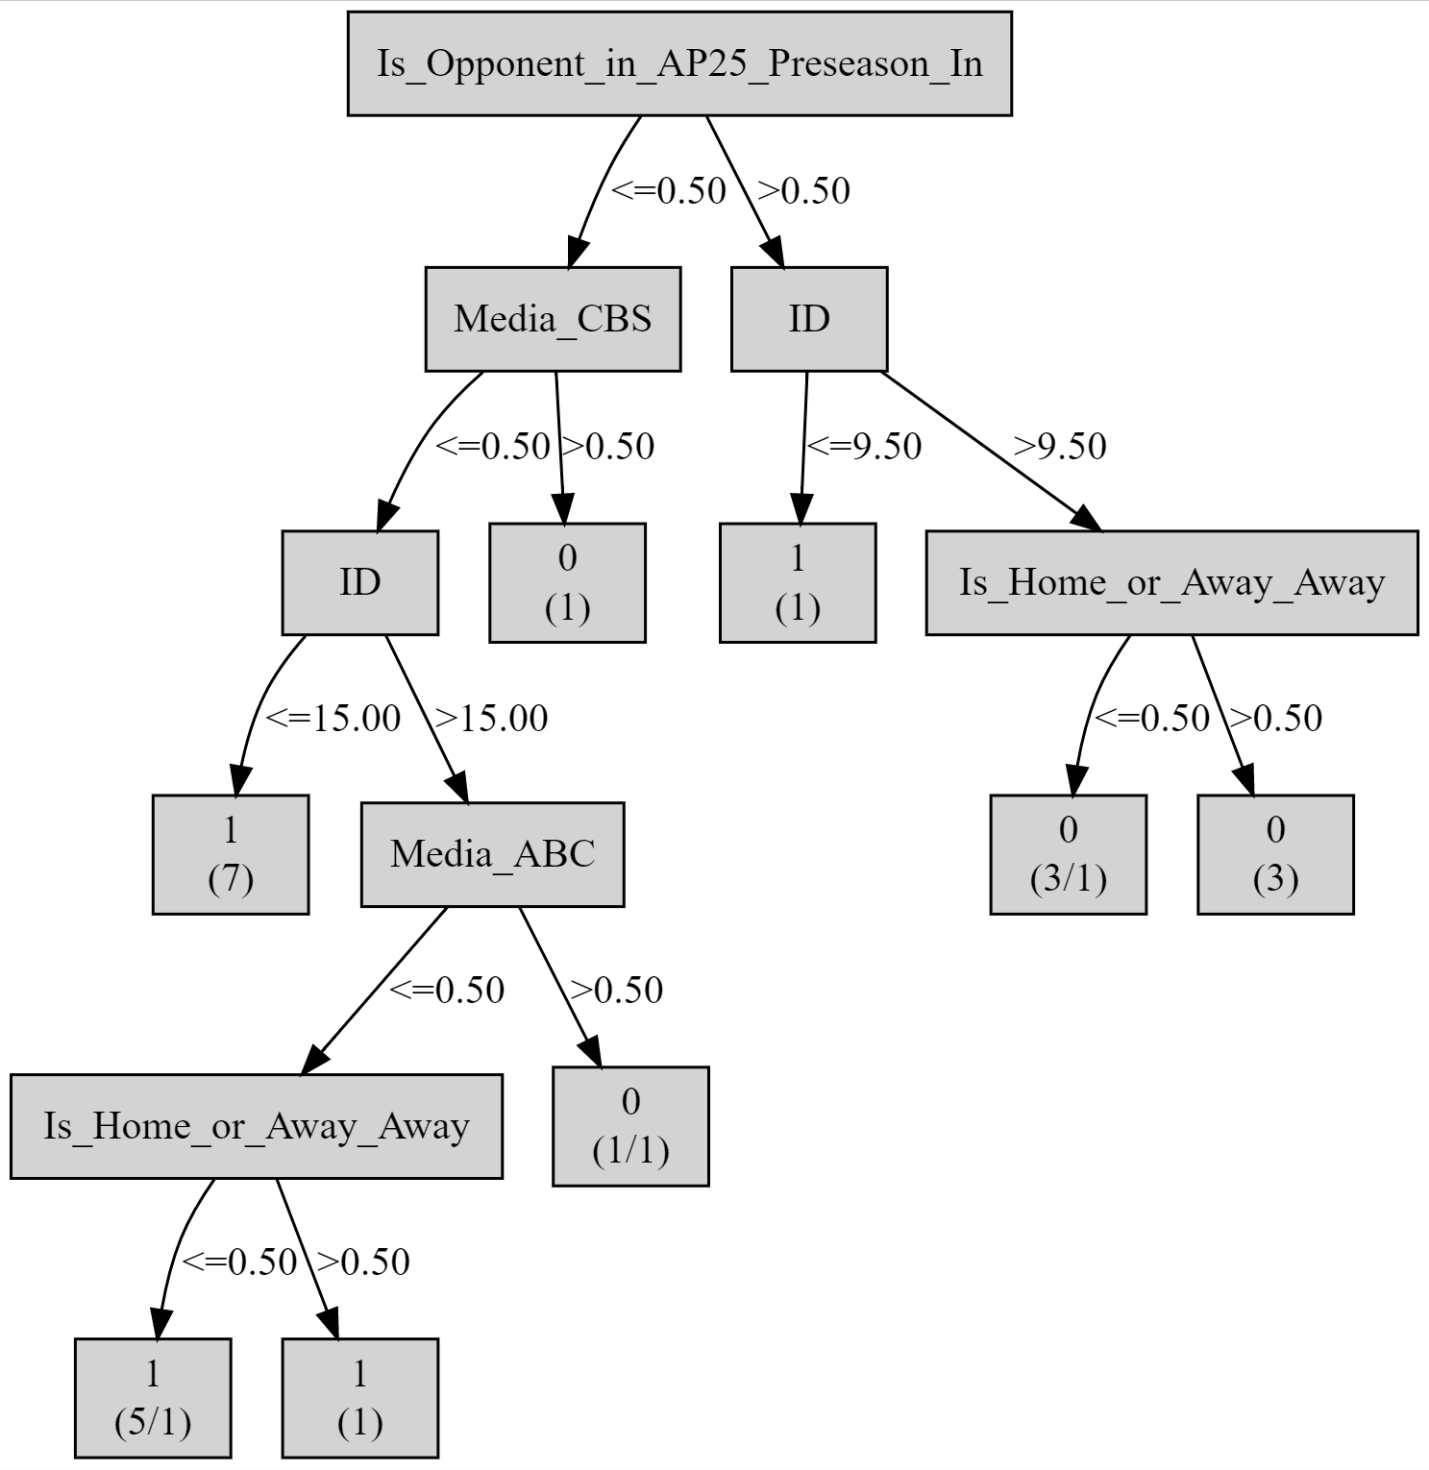 Is_Opponent_in_AP25_Preseason_In
<=0.50 >0.50
Media_CBS ID
<=0.50 >0.50 <=9.50 >9.50
ID
0
(1)
1
(1)
Is_Home_or_Away_Away
<=15.00 >15.00 <=0.50 >0.50
1
(7)
Media_ABC
0
(3/1)
0
(3)
<=0.50 >0.50
Is_Home_or_Away_Away
0
(1/1)
<=0.50 >0.50
1
(5/1)
1
(1)